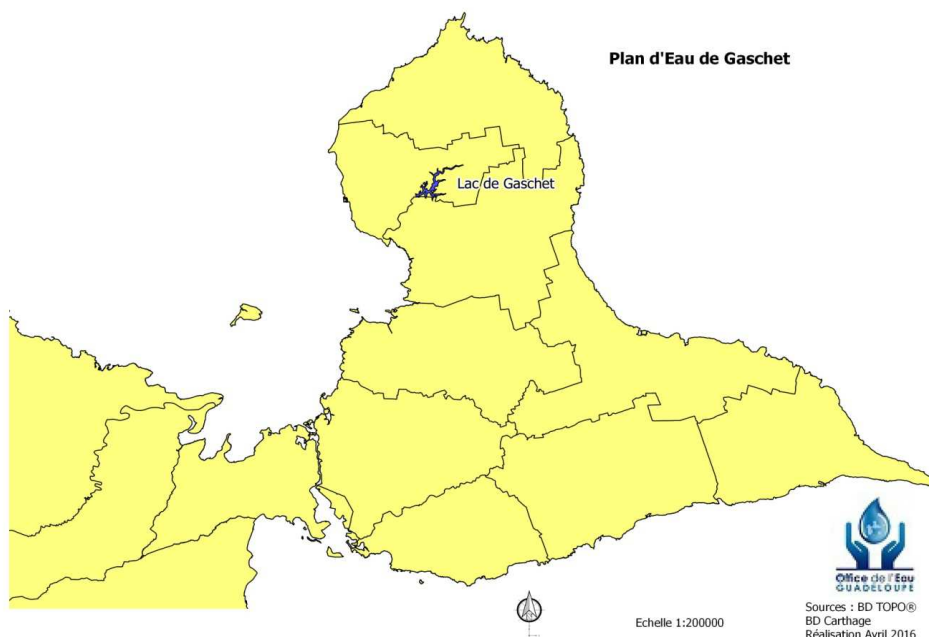 Plan d'Eau de Gaschet
Lac de Gaschet
Office de l'Eau
GUADELOUPE
Echelle 1:200000
Sources : BD TOPO®
BD Carthage
Réalisation Avril 2016